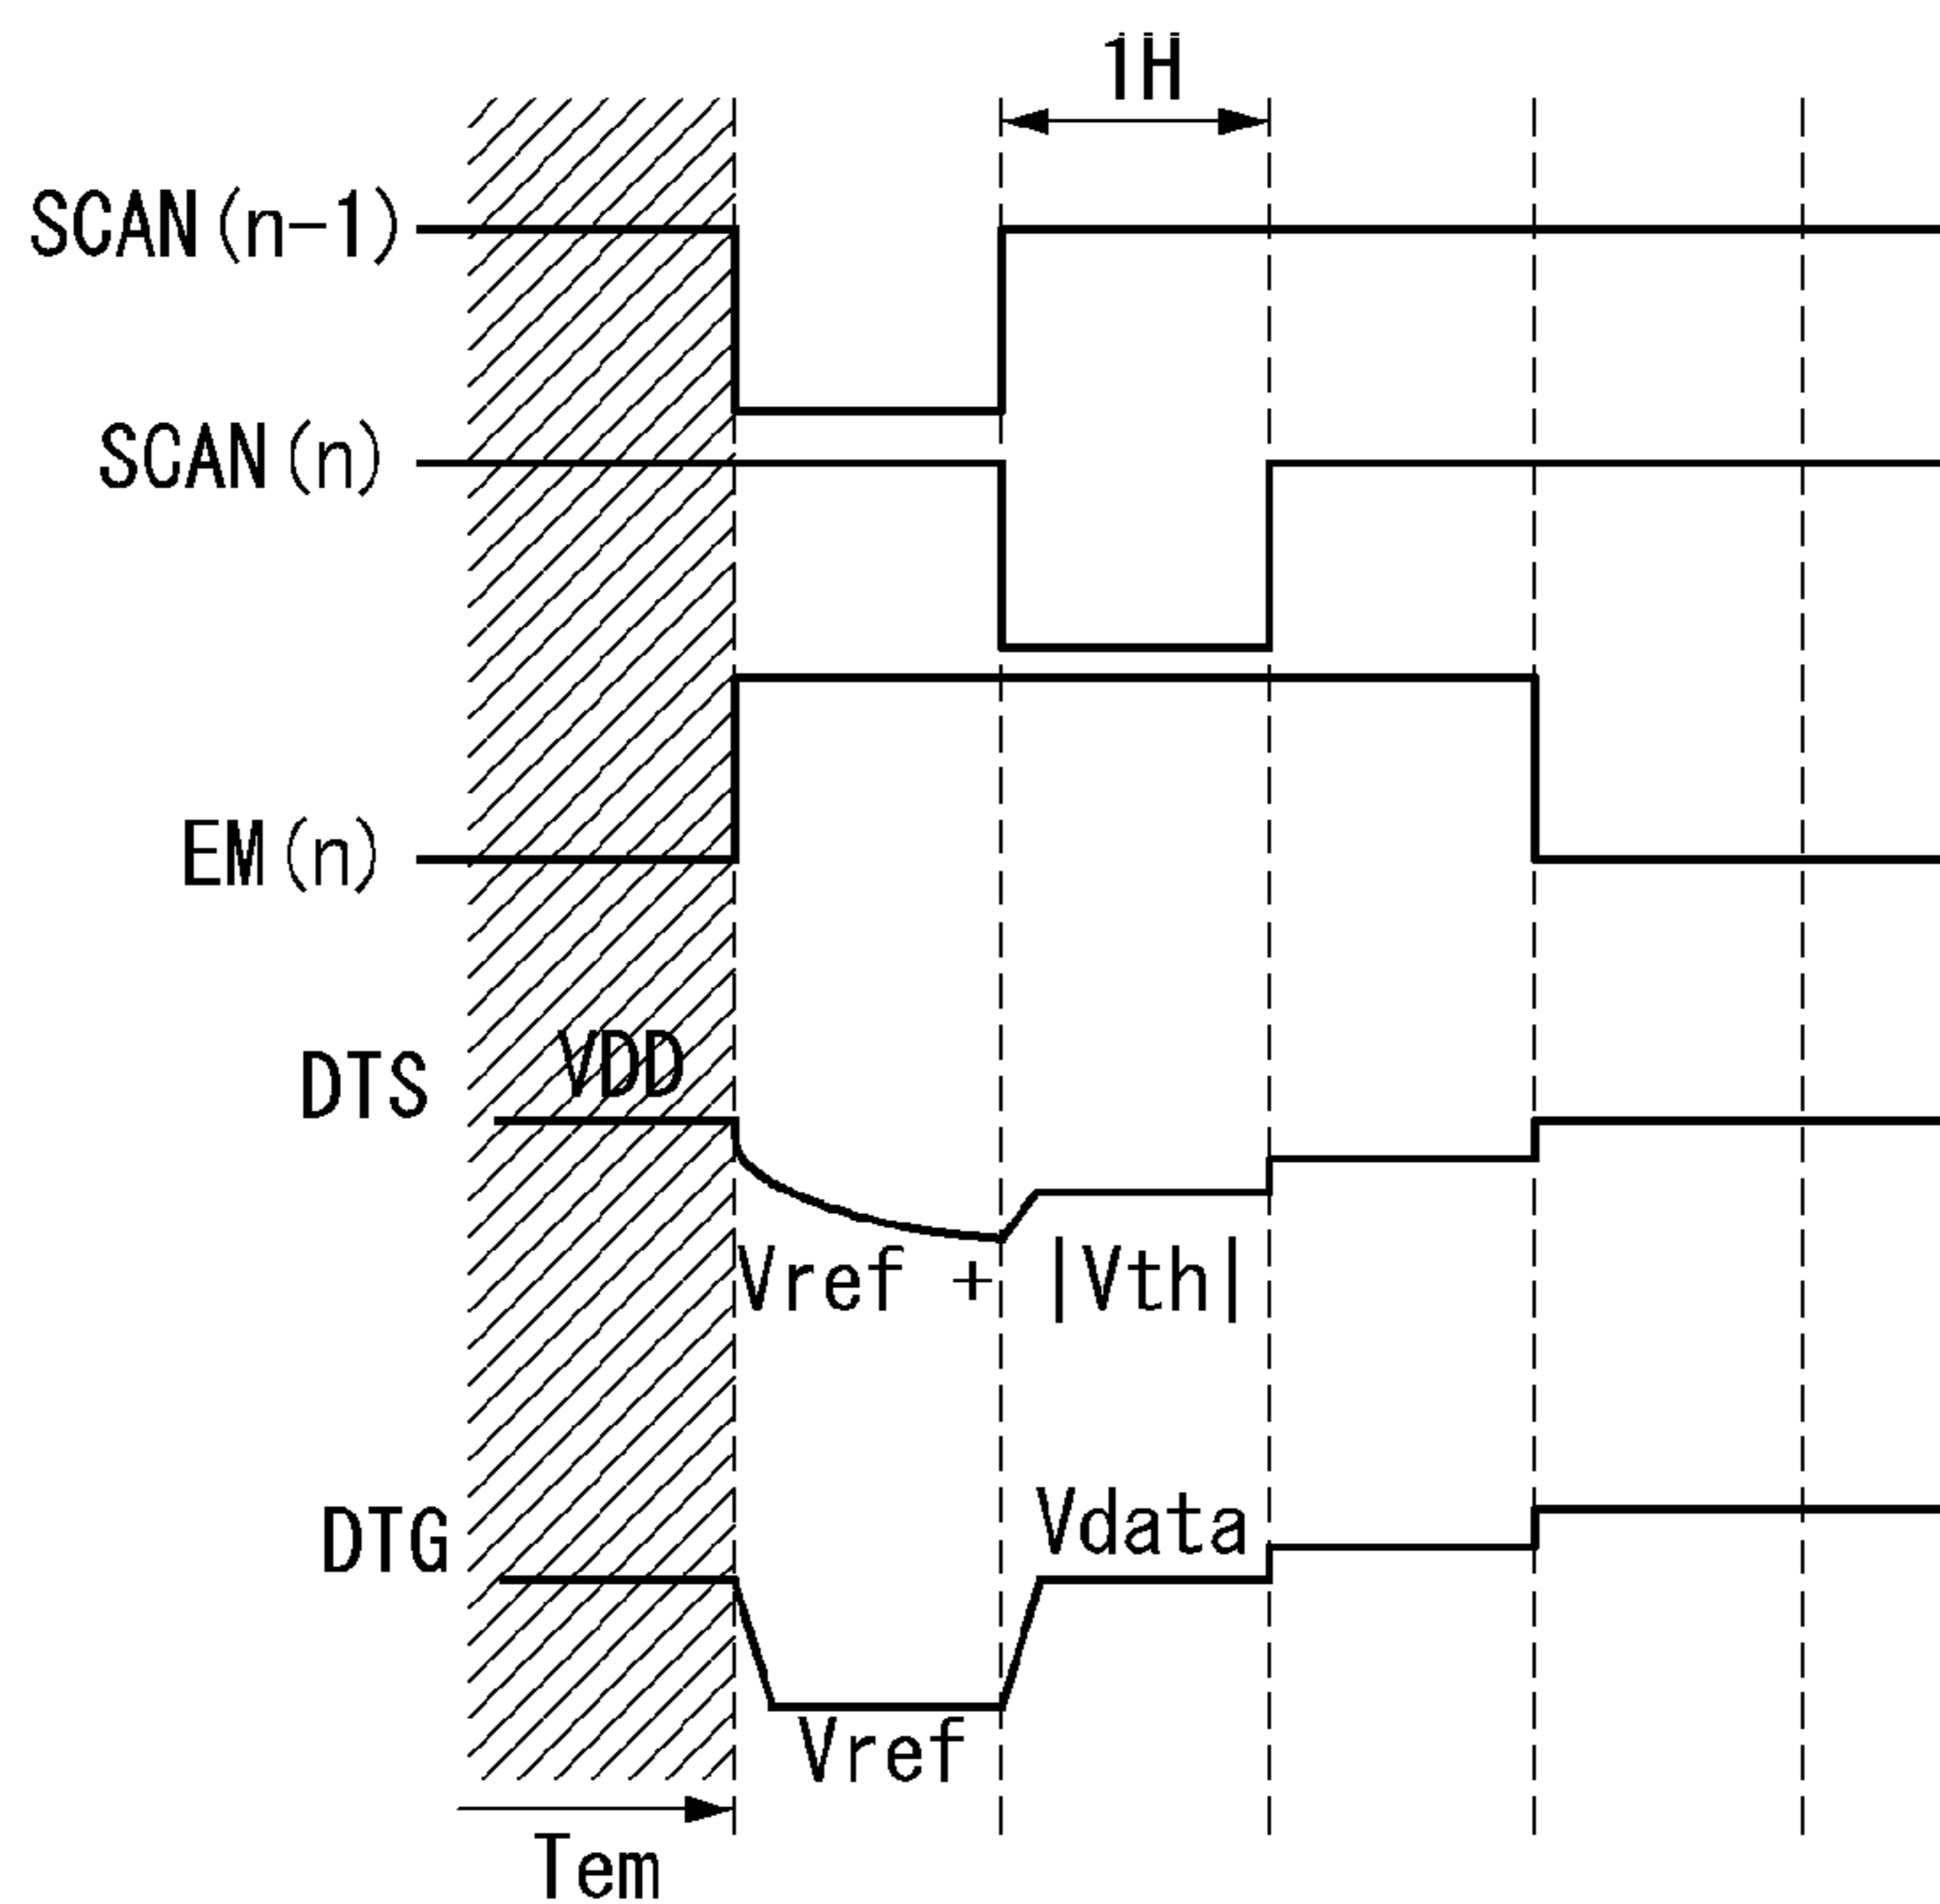 1H
SCAN(n-1)
SCAN(n)
EM(n)
VDD
DTS
Vref + |Vth|
Vdata
DTG
Vref
Tem